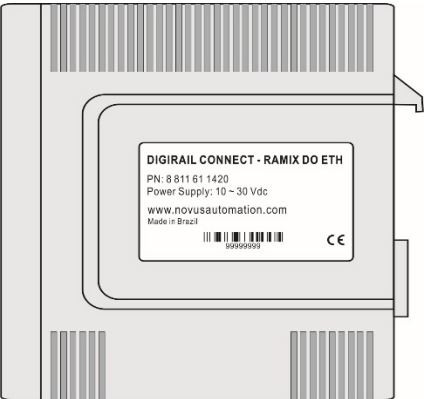 DIGIRAIL CONNECT - RAMIX DO ETH
PN: 8 811 61 1420
Power Supply: 10 ~ 30 Vdc
www.novusautomation.com
Made in Brazil
99999999
CE